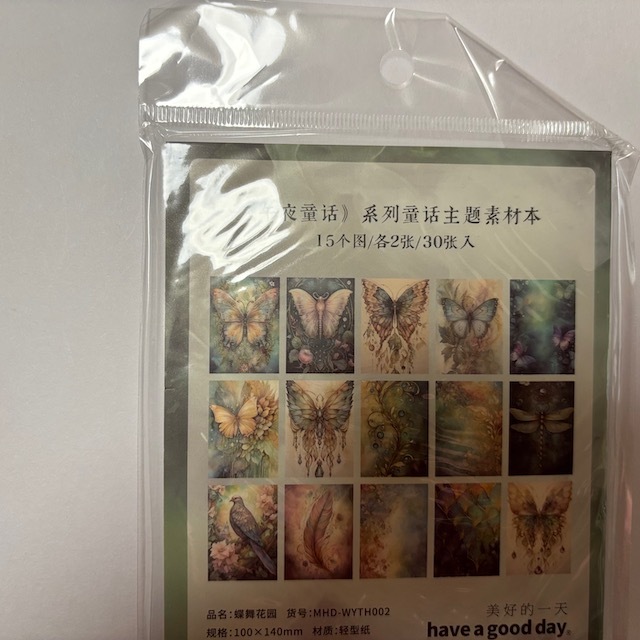 夜童话》系列童话主题素材本
15个图/各2张/30张入
品名:蝶舞花园 货号:MHD-WYTH002
规格:100×140mm 材质:轻型纸
美好的一天
have a good day.